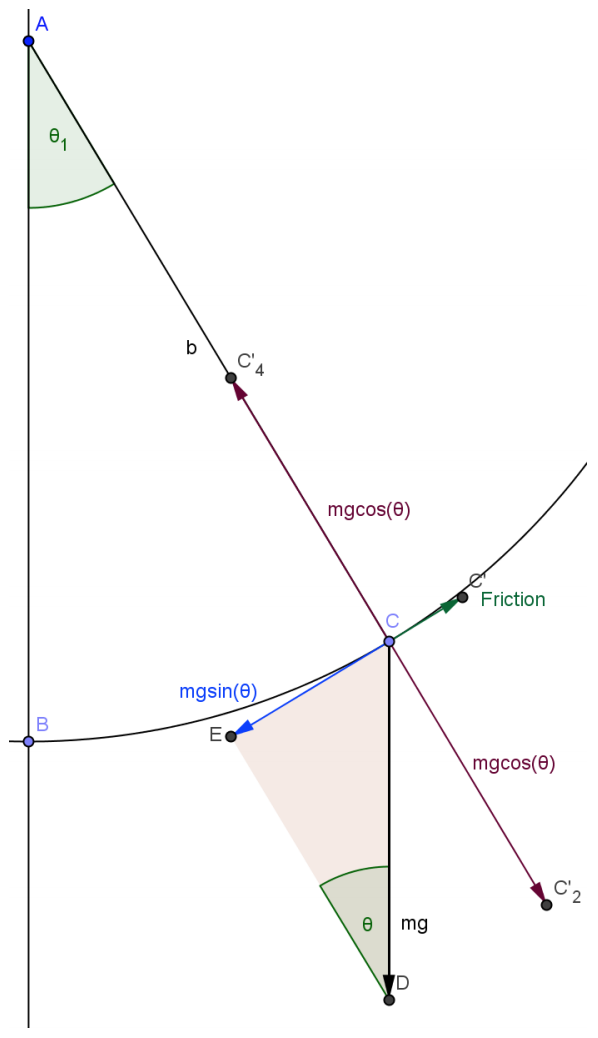 A
θ₁
b
C'₄
mgcos(θ)
C'
Friction
C
mgsin(θ)
B
E
mgcos(θ)
C'₂
θ
mg
D